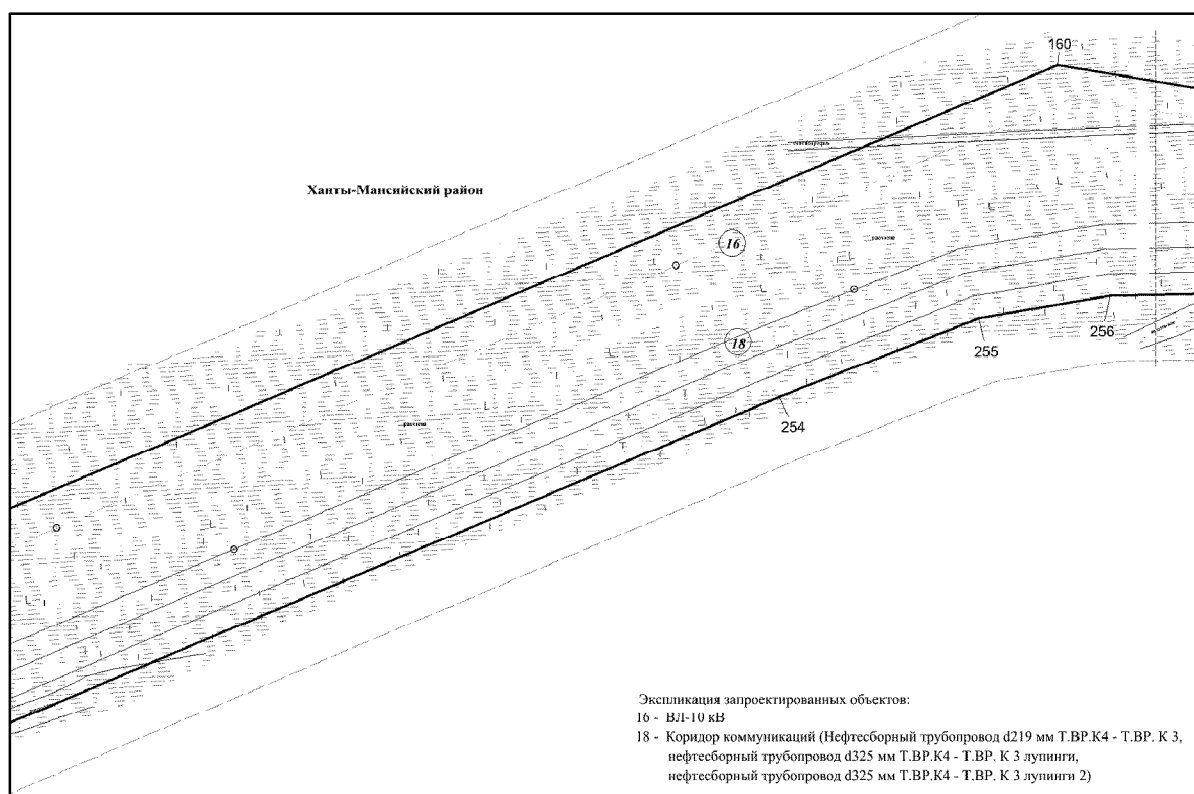 160
Ханты-Мансийский район
16
18
256
255
254
Экспликация запроектированных объектов:
16 - ВЛ-10 кВ
18 - Коридор коммуникаций (Нефтесборный трубопровод d219 мм Т.ВР.К4 - Т.ВР. К 3,
нефтесборный трубопровод d325 мм Т.ВР.К4 - Т.ВР. К 3 лупинги,
нефтесборный трубопровод d325 мм Т.ВР.К4 - Т.ВР. К 3 лупинги 2)